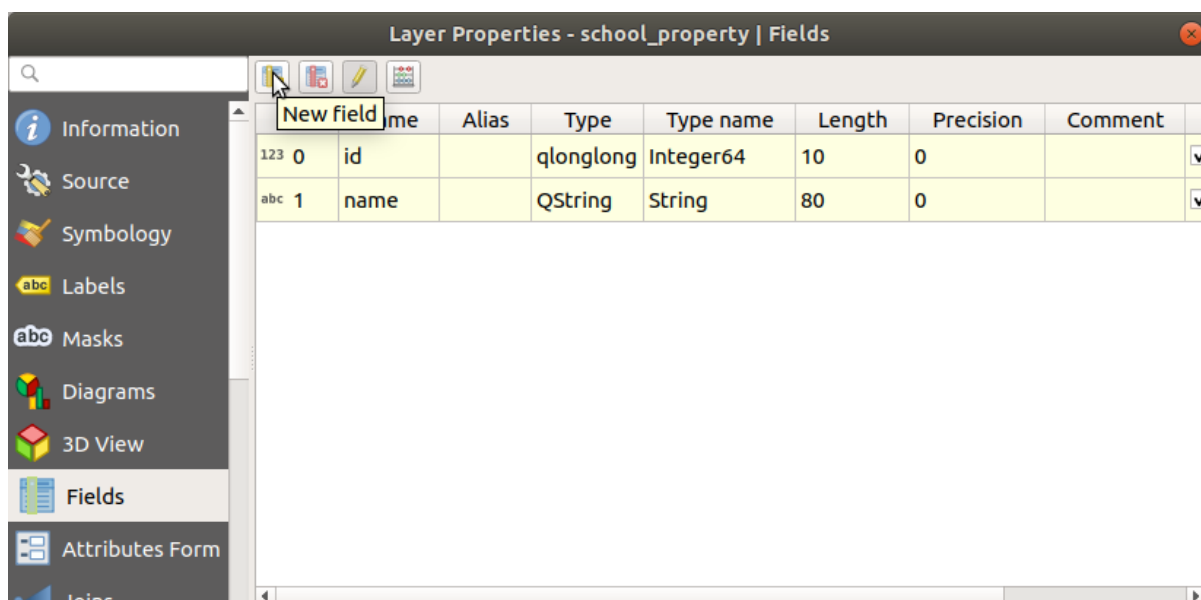 Layer Properties - school_property | Fields
Information
Source
Symbology
abc Labels
abc Masks
Diagrams
3D View
Fields
Attributes Form
Joins
New field
me Alias Type Type name Length Precision Comment
123 0 id qlonglong Integer64 10 0
abc 1 name QString String 80 0